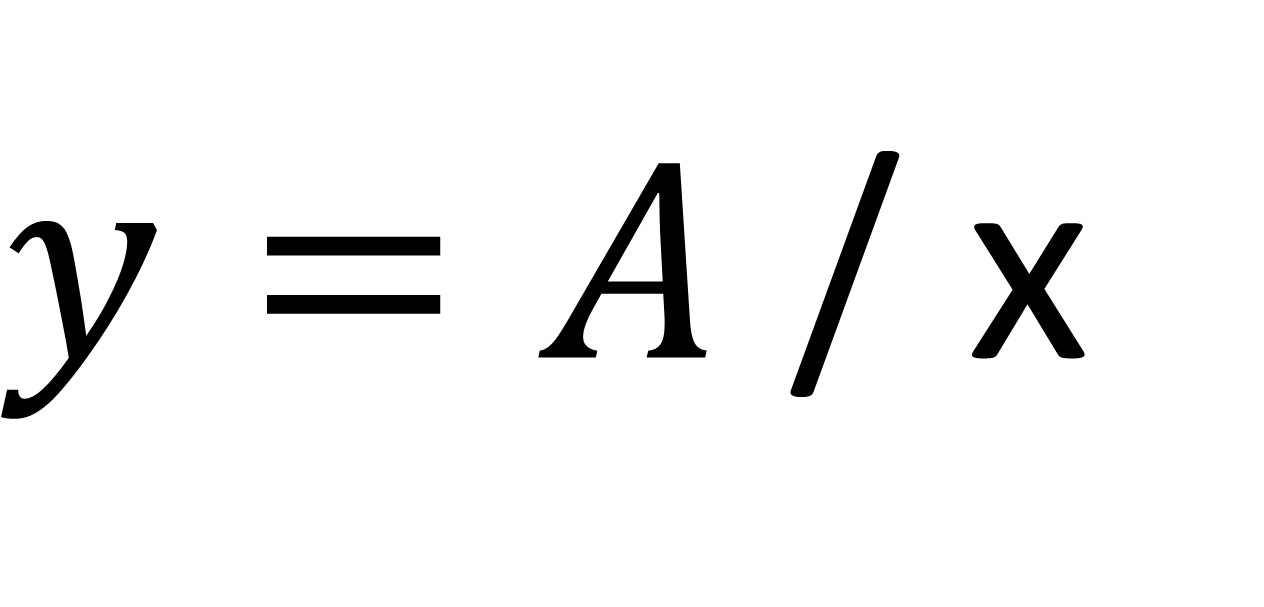 y = A / x